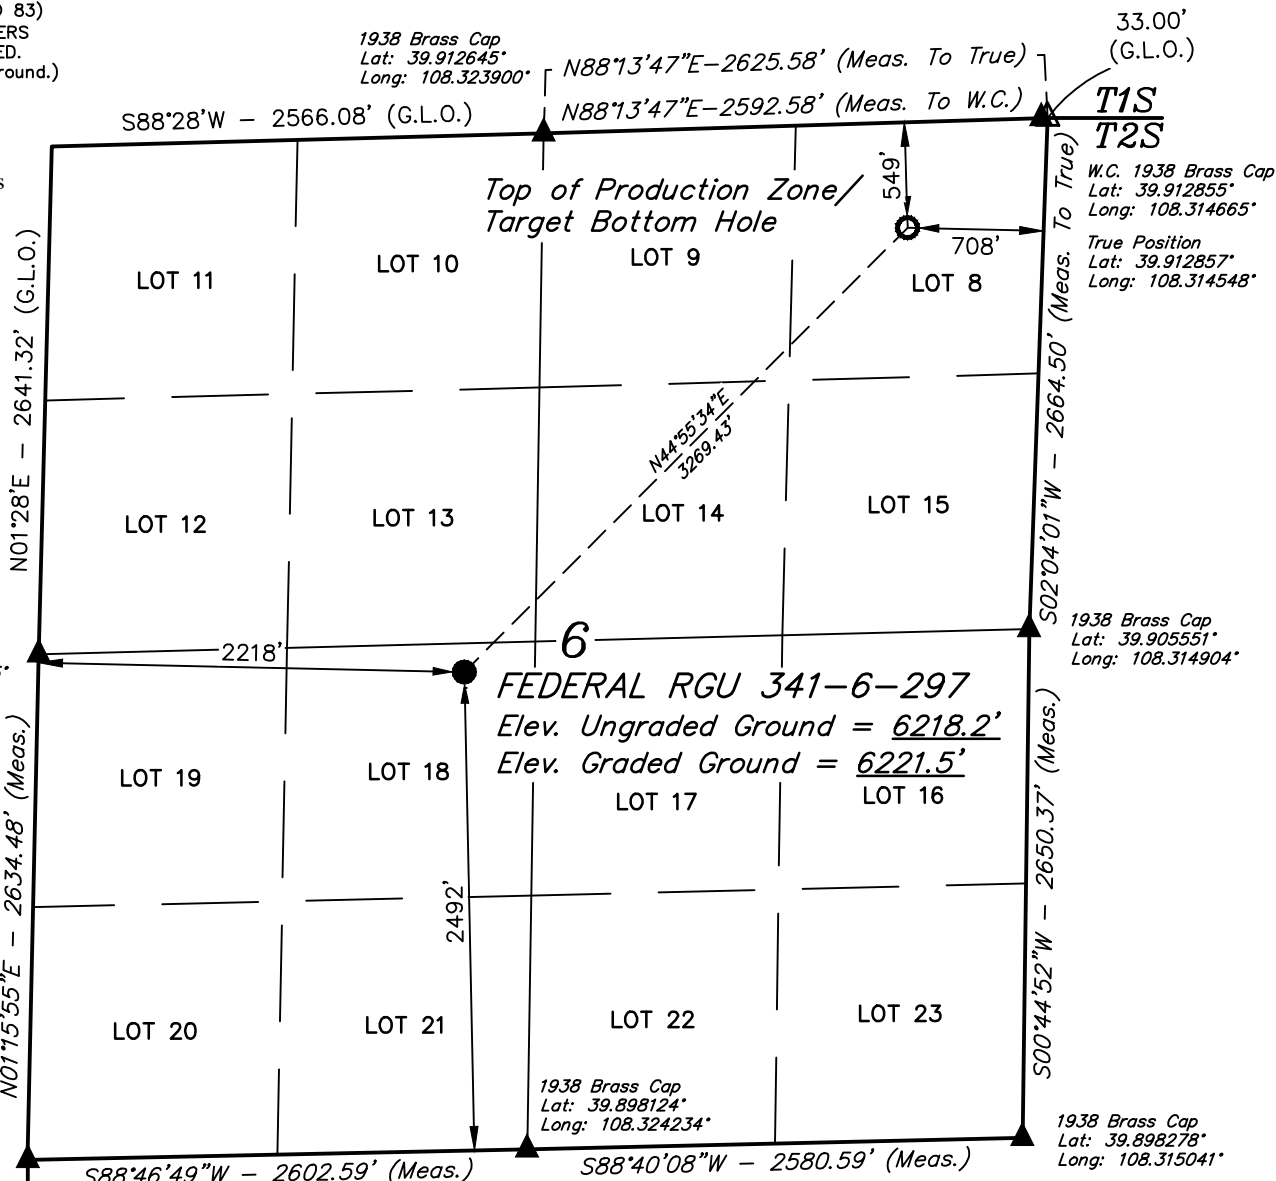 83)
ERS
ED.
round.)
1938 Brass Cap
Lat: 39.912645°
Long: 108.323900°
N88°13'47"E-2625.58' (Meas. To True)
33.00'
(G.L.O.)
S88°28'W - 2566.08' (G.L.O.)
N88°13'47"E-2592.58' (Meas. To W.C.)
T1S
T2S
W.C. 1938 Brass Cap
Lat: 39.912855°
Long: 108.314665°
True Position
Lat: 39.912857°
Long: 108.314548°
s
Top of Production Zone/
Target Bottom Hole
549'
708'
LOT 11
LOT 10
LOT 9
LOT 8
N01°28'E - 2641.32' (G.L.O.)
S02°04'01"W - 2664.50' (Meas. To True)
N44°55'34"E
3269.43'
LOT 12
LOT 13
LOT 14
LOT 15
1938 Brass Cap
Lat: 39.905551°
Long: 108.314904°
2218'
6
FEDERAL RGU 341-6-297
Elev. Ungraded Ground = 6218.2'
Elev. Graded Ground = 6221.5'
LOT 19
LOT 18
LOT 17
LOT 16
N01°15'55"E - 2634.48' (Meas.)
2492'
S00°44'52"W - 2650.37' (Meas.)
LOT 20
LOT 21
LOT 22
LOT 23
1938 Brass Cap
Lat: 39.898124°
Long: 108.324234°
1938 Brass Cap
Lat: 39.898278°
Long: 108.315041°
S88°46'49"W - 2602.59' (Meas.)
S88°40'08"W - 2580.59' (Meas.)